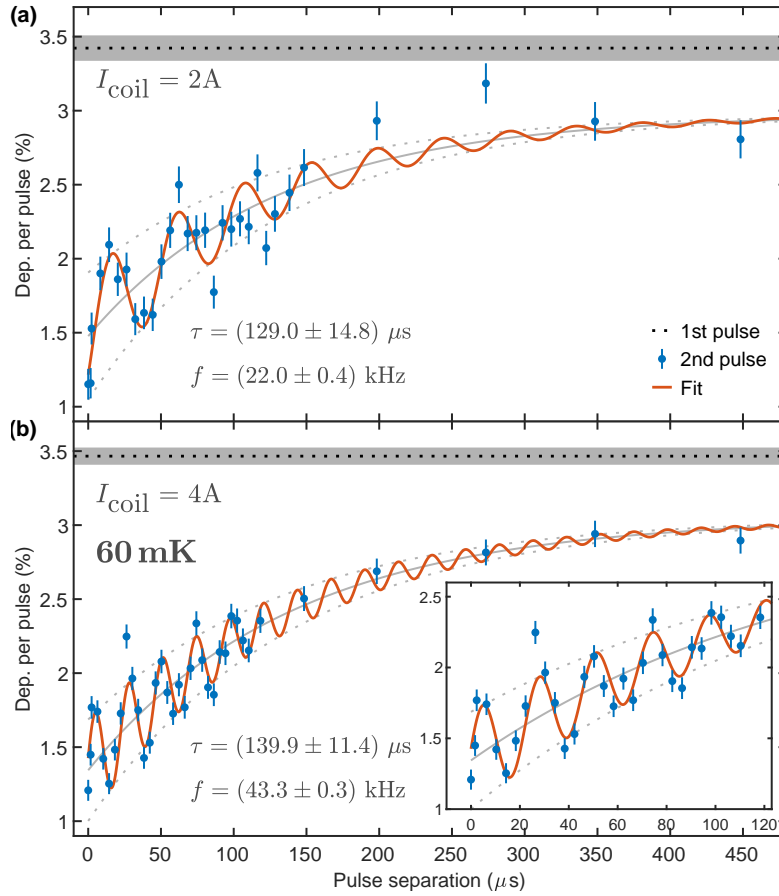 (a)
3.5
3
2.5
2
1.5
1
Dep. per pulse (%)
I_coil = 2A
τ = (129.0 ± 14.8) μs
f = (22.0 ± 0.4) kHz
1st pulse
2nd pulse
Fit
(b)
3.5
3
2.5
2
1.5
1
Dep. per pulse (%)
I_coil = 4A
60 mK
τ = (139.9 ± 11.4) μs
f = (43.3 ± 0.3) kHz
2.5
2
1.5
1
0 20 40 60 80 100 120
0 50 100 150 200 250 300 350 400 450
Pulse separation (μs)